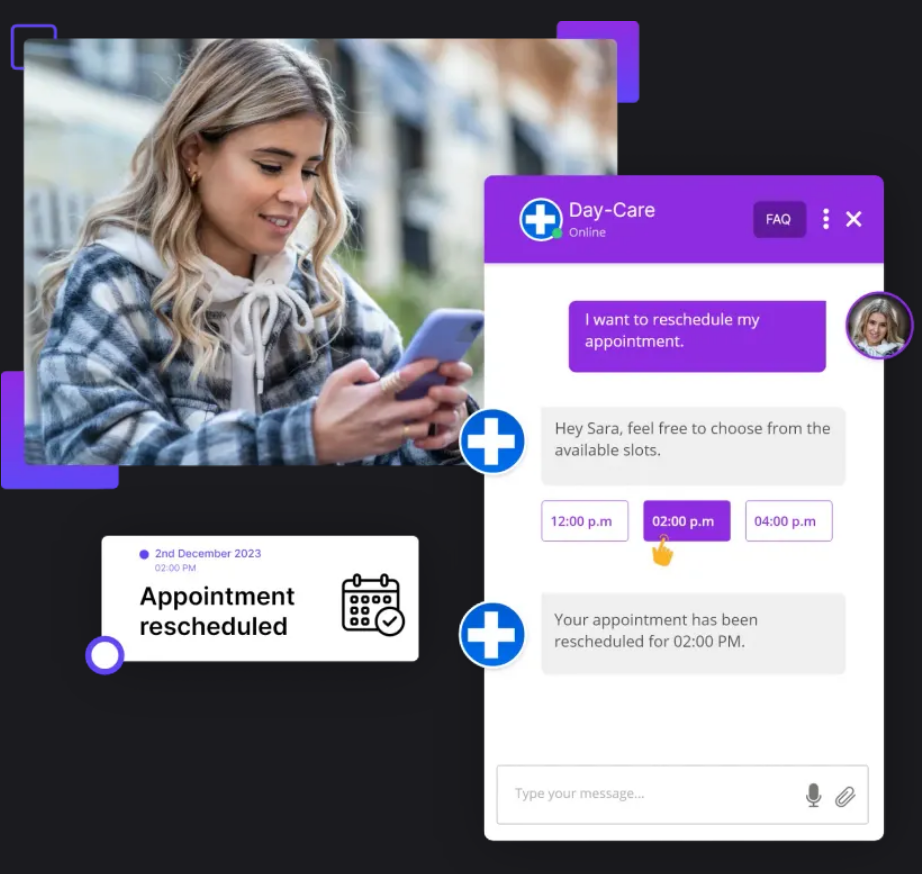 Day-Care
Online
FAQ
I want to reschedule my
appointment.
Hey Sara, feel free to choose from the
available slots.
12:00 p.m
02:00 p.m
04:00 p.m
Your appointment has been
rescheduled for 02:00 PM.
Type your message...
2nd December 2023
02:00 PM
Appointment
rescheduled